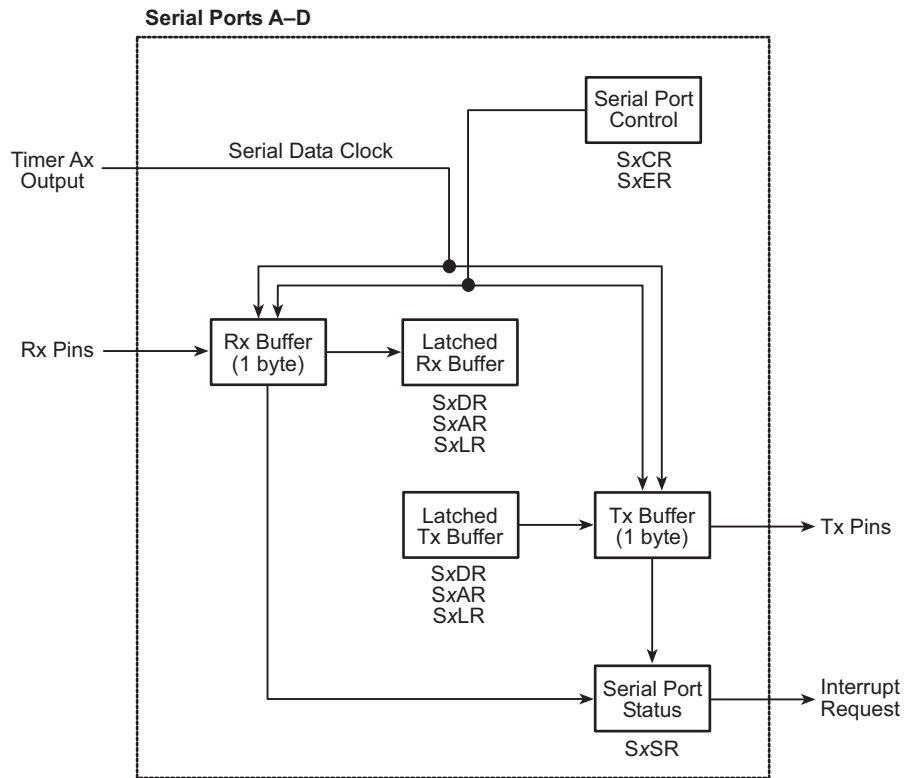 Serial Ports A–D
Serial Port
Control
SxCR
SxER
Serial Data Clock
Timer Ax
Output
Rx Pins
Rx Buffer
(1 byte)
Latched
Rx Buffer
SxDR
SxAR
SxLR
Latched
Tx Buffer
SxDR
SxAR
SxLR
Tx Buffer
(1 byte)
Tx Pins
Serial Port
Status
SxSR
Interrupt
Request